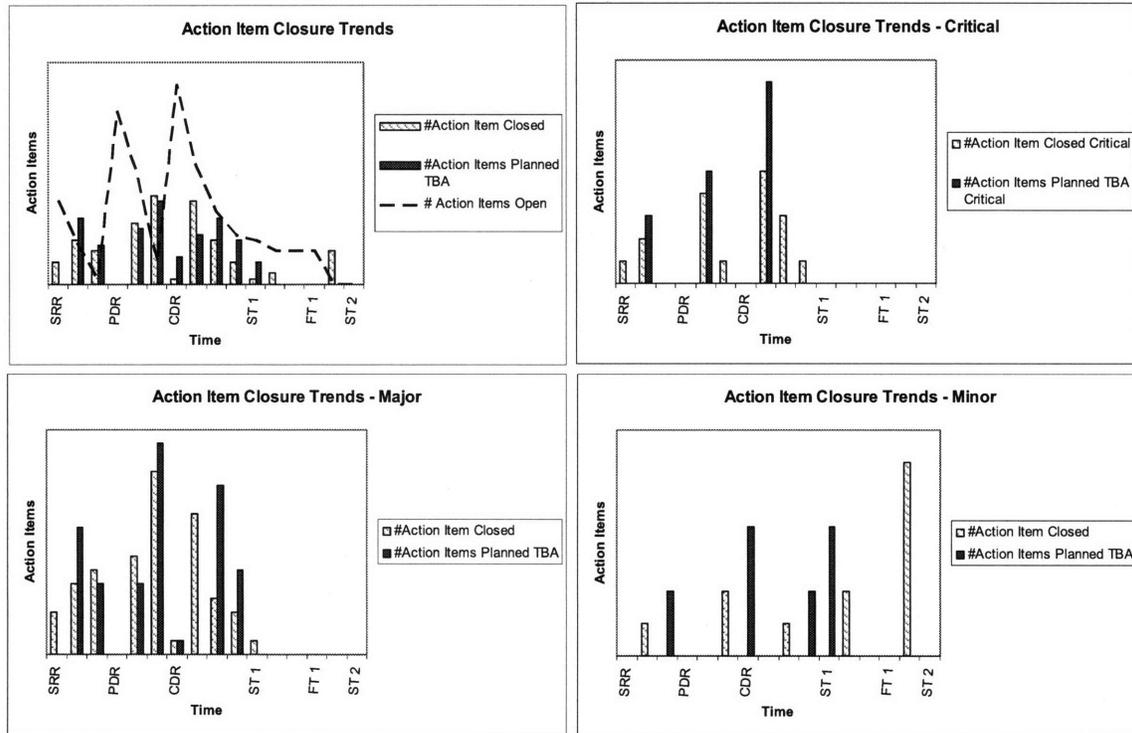 Action Item Closure Trends
Action Items
#Action Item Closed
#Action Items Planned
TBA
# Action Items Open
SRR
PDR
CDR
ST 1
FT 1
ST 2
Time
Action Item Closure Trends - Critical
Action Items
#Action Item Closed
Critical
#Action Items Planned TBA
Critical
SRR
PDR
CDR
ST 1
FT 1
ST 2
Time
Action Item Closure Trends - Major
Action Items
#Action Item Closed
#Action Items Planned TBA
SRR
PDR
CDR
ST 1
FT 1
ST 2
Time
Action Item Closure Trends - Minor
Action Items
#Action Item Closed
#Action Items Planned TBA
SRR
PDR
CDR
ST 1
FT 1
ST 2
Time